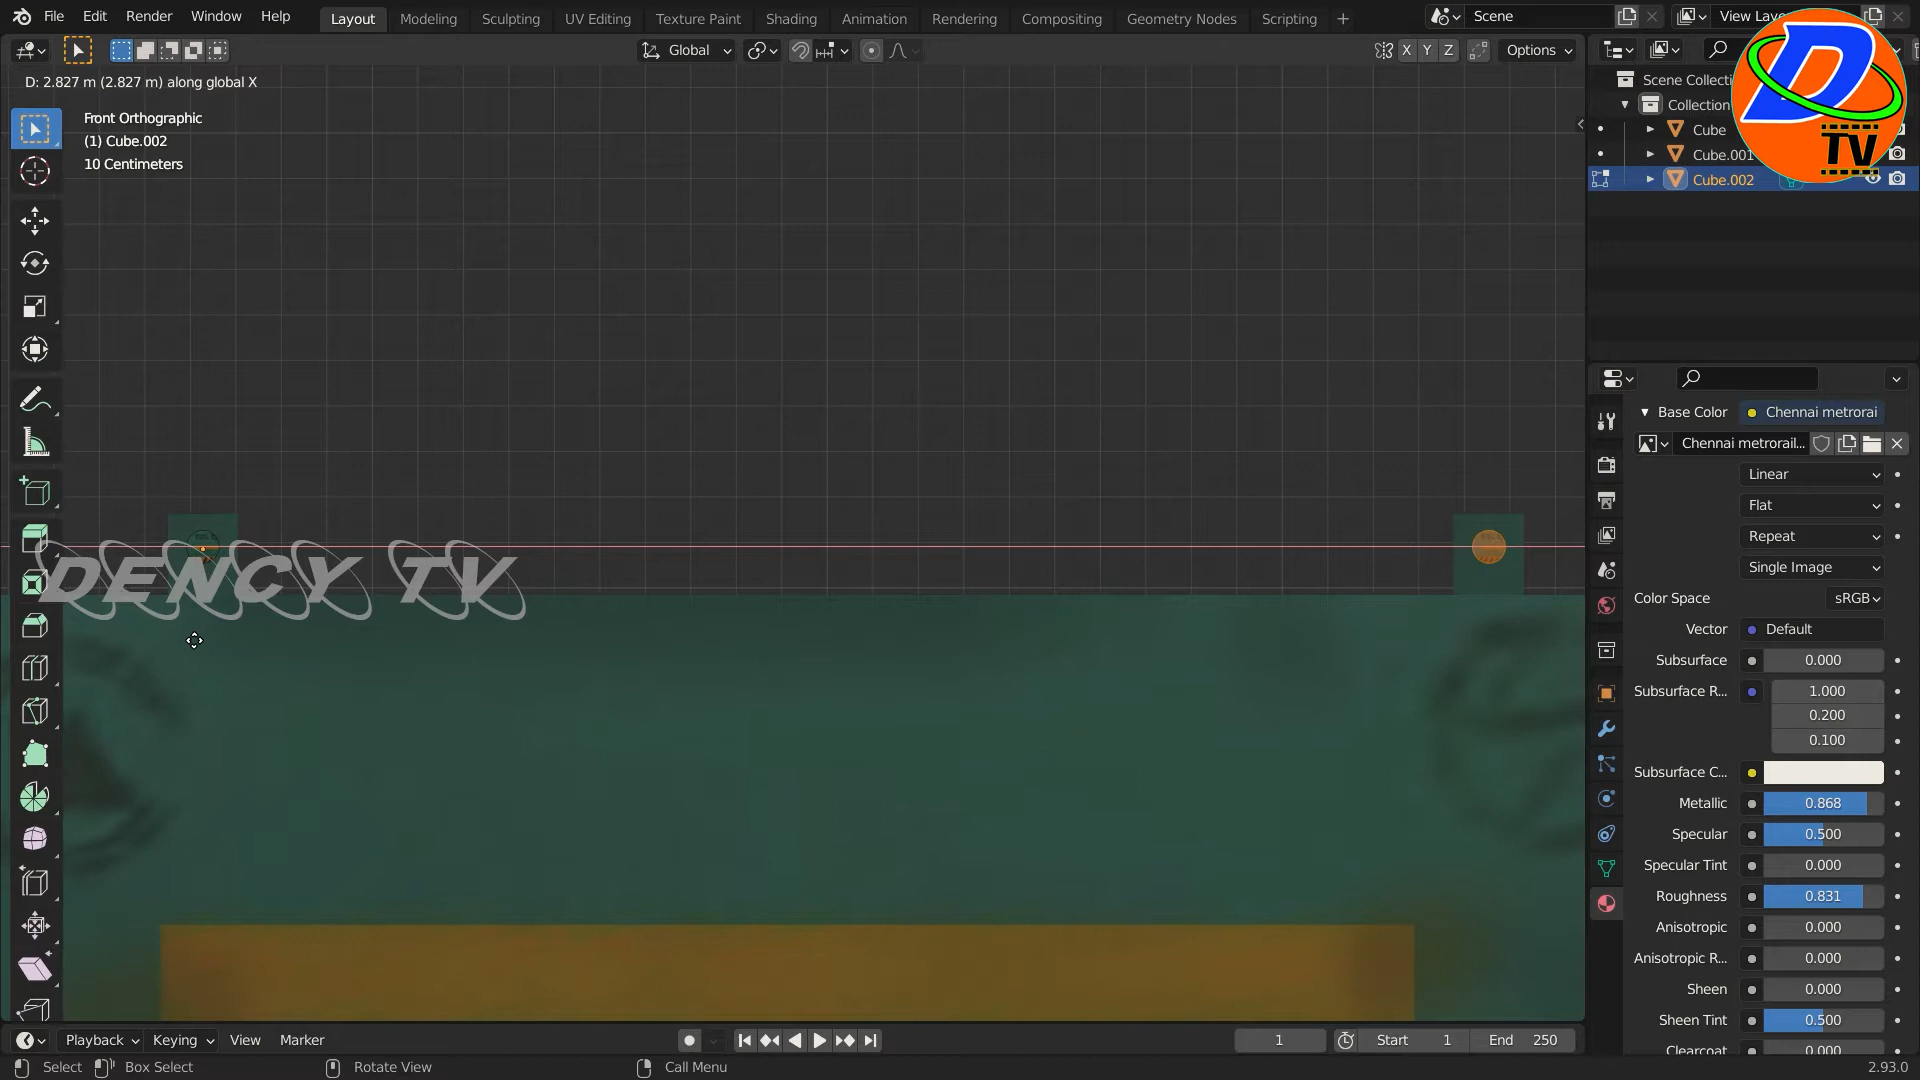 File Edit Render Window Help Layout Modeling Sculpting UV Editing Texture Paint Shading Animation Rendering Compositing Geometry Nodes Scripting + Scene
Global X Y Z Options
D: 2.827 m (2.827 m) along global X
Front Orthographic
(1) Cube.002
10 Centimeters
Collection
Cube
Cube.001
Cube.002
D
TV
DENCY TV
Base Color Chennai metrorai
Chennai metrorail...
Linear
Flat
Repeat
Single Image
Color Space sRGB
Vector Default
Subsurface 0.000
Subsurface R... 1.000
0.200
0.100
Subsurface C...
Metallic 0.868
Specular 0.500
Specular Tint 0.000
Roughness 0.831
Anisotropic 0.000
Anisotropic R... 0.000
Sheen 0.000
Sheen Tint 0.500
Clearcoat 0.000
Playback Keying View Marker 1 Start 1 End 250
Select Box Select Rotate View Call Menu 2.93.0